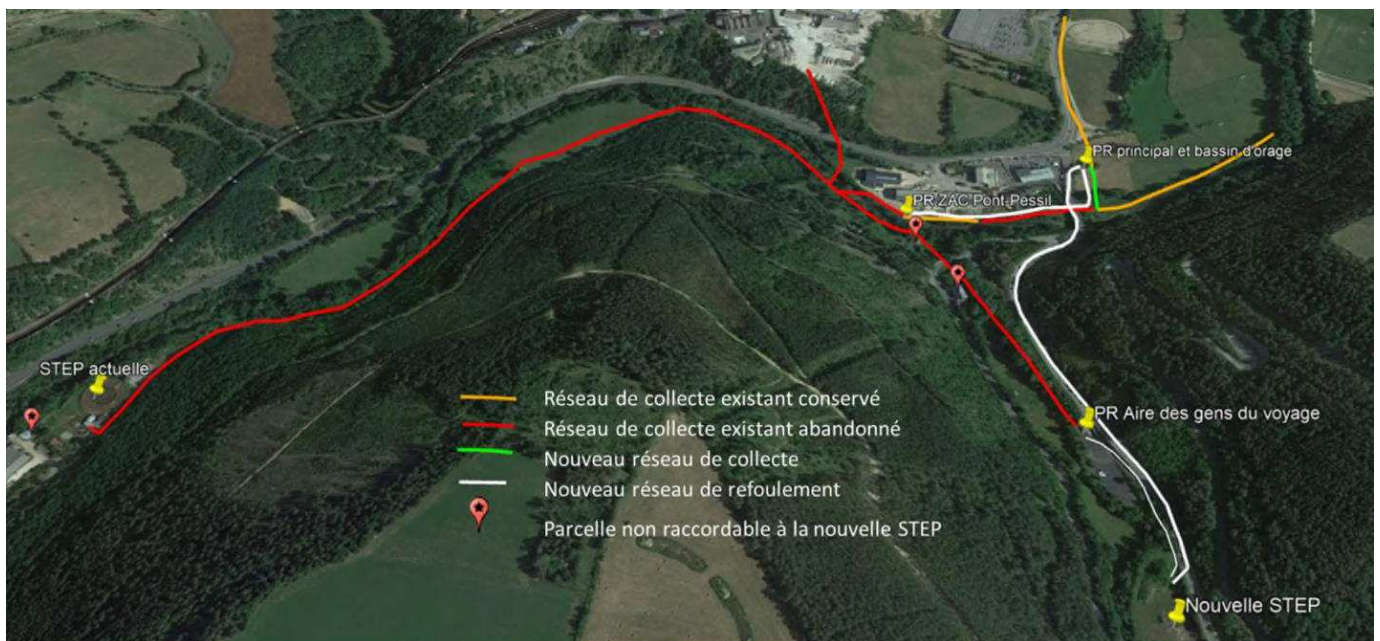 PR principal et bassin d'orage
PR ZAC Pont-Pessil
STEP actuelle
Réseau de collecte existant conservé
Réseau de collecte existant abandonné
Nouveau réseau de collecte
Nouveau réseau de refoulement
Parcelle non raccordable à la nouvelle STEP
PR Aire des gens du voyage
Nouvelle STEP